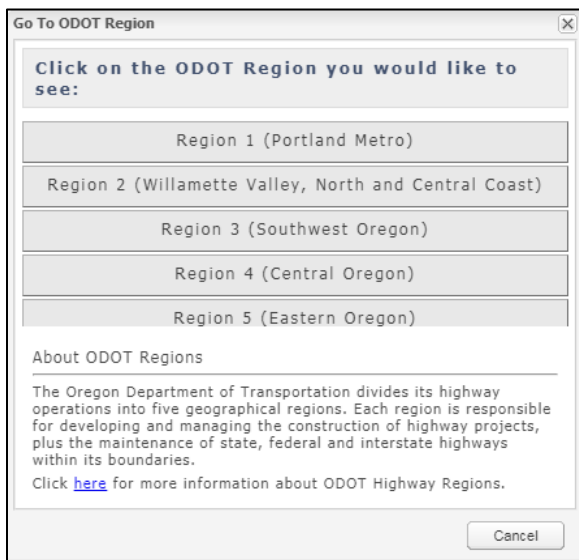 Go To ODOT Region
Click on the ODOT Region you would like to
see:
Region 1 (Portland Metro)
Region 2 (Willamette Valley, North and Central Coast)
Region 3 (Southwest Oregon)
Region 4 (Central Oregon)
Region 5 (Eastern Oregon)
About ODOT Regions
The Oregon Department of Transportation divides its highway
operations into five geographical regions. Each region is responsible
for developing and managing the construction of highway projects,
plus the maintenance of state, federal and interstate highways
within its boundaries.
Click here for more information about ODOT Highway Regions.
Cancel